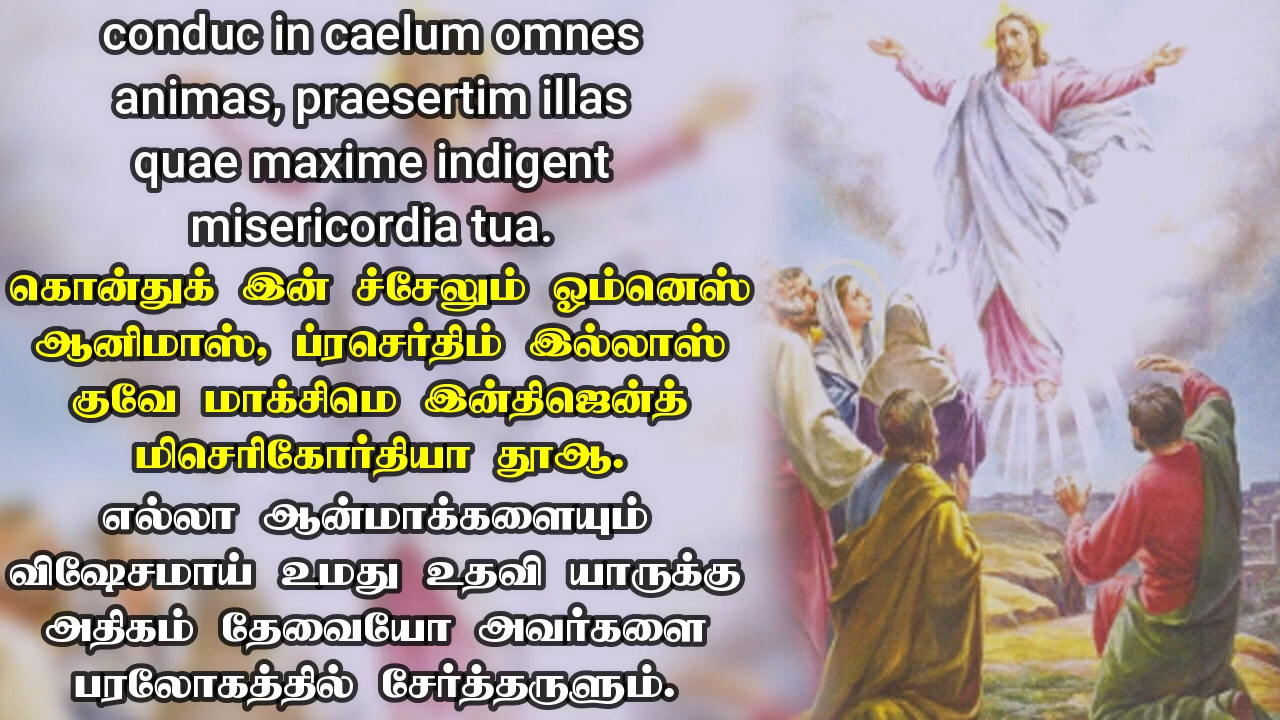 conduc in caelum omnes
animas, praesertim illas
quae maxime indigent
misericordia tua.
கொன்துக் இன் ச்சேலும் ஓம்னெஸ்
ஆனிமாஸ், ப்ரசெர்திம் இல்லாஸ்
குவே மாக்சிமெ இன்திஜென்த்
மிசெரிகோர்தியா தூஆ.
எல்லா ஆன்மாக்களையும்
விஷேசமாய் உமது உதவி யாருக்கு
அதிகம் தேவையோ அவர்களை
பரலோகத்தில் சேர்த்தருளும்.